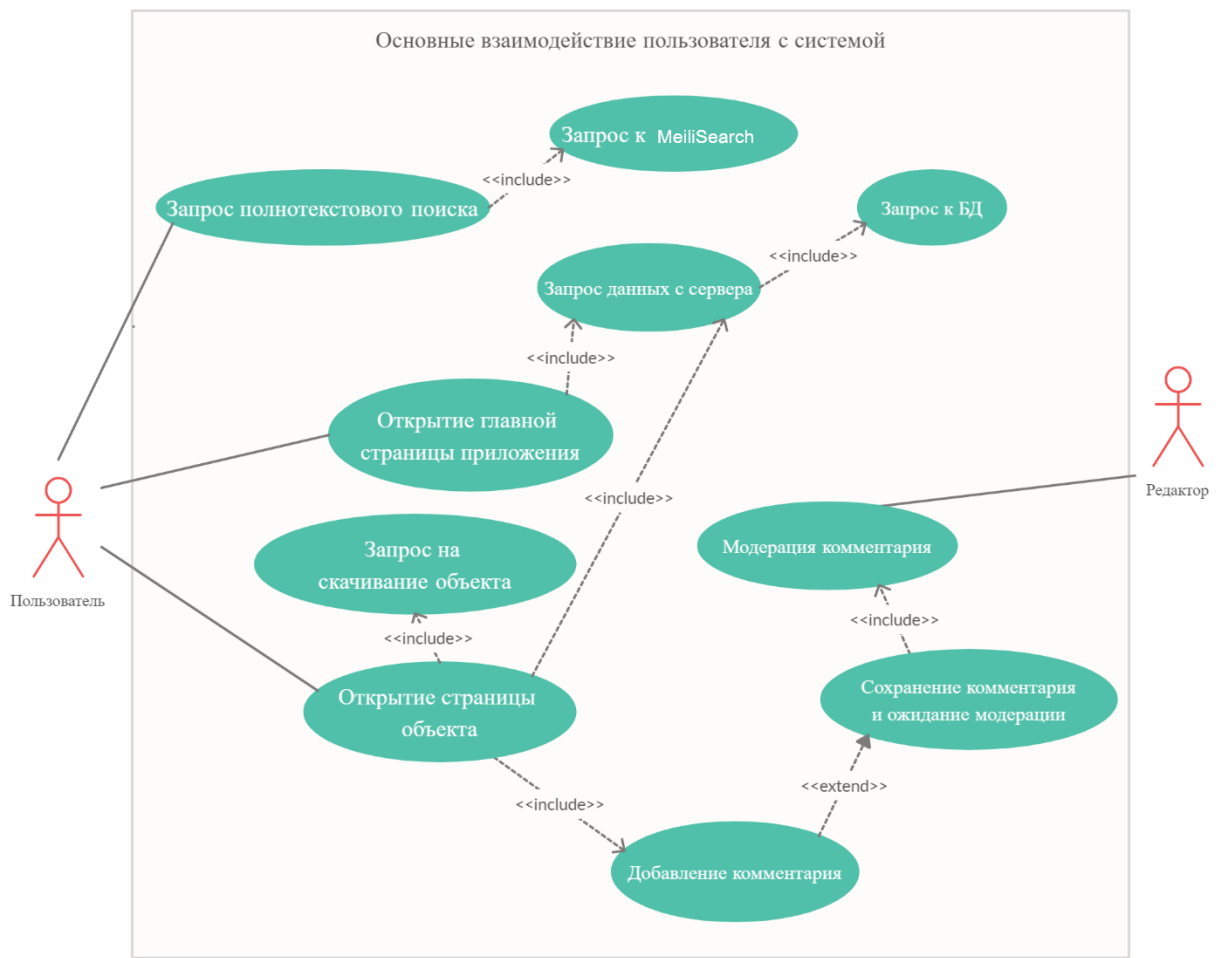 Основные взаимодействие пользователя с системой
Запрос к MeiliSearch
<<include>>
Запрос полнотекстового поиска
Запрос к БД
<<include>>
Запрос данных с сервера
<<include>>
Открытие главной
страницы приложения
<<include>>
Редактор
Модерация комментария
Запрос на
скачивание объекта
Пользователь
<<include>>
<<include>>
Открытие страницы
объекта
Сохранение комментария
и ожидание модерации
<<include>>
<<extend>>
Добавление комментария